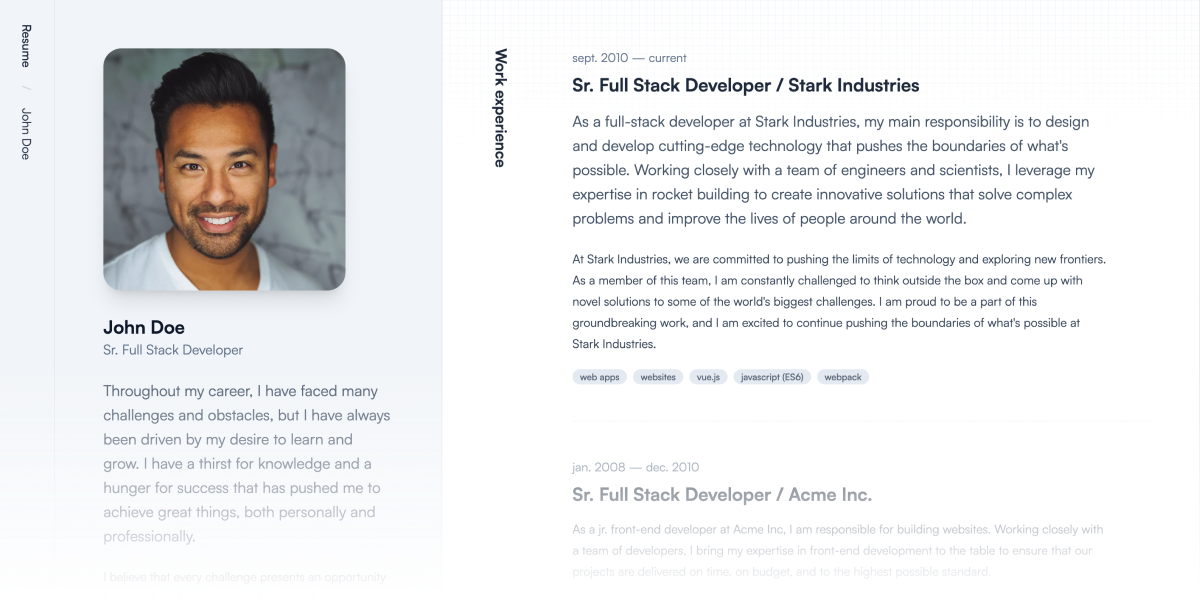 Resume / John Doe
John Doe
Sr. Full Stack Developer
Throughout my career, I have faced many
challenges and obstacles, but I have always
been driven by my desire to learn and
grow. I have a thirst for knowledge and a
hunger for success that has pushed me to
achieve great things, both personally and
professionally.
I believe that every challenge presents an opportunity
Work experience
sept. 2010 — current
Sr. Full Stack Developer / Stark Industries
As a full-stack developer at Stark Industries, my main responsibility is to design
and develop cutting-edge technology that pushes the boundaries of what's
possible. Working closely with a team of engineers and scientists, I leverage my
expertise in rocket building to create innovative solutions that solve complex
problems and improve the lives of people around the world.
At Stark Industries, we are committed to pushing the limits of technology and exploring new frontiers.
As a member of this team, I am constantly challenged to think outside the box and come up with
novel solutions to some of the world's biggest challenges. I am proud to be a part of this
groundbreaking work, and I am excited to continue pushing the boundaries of what's possible at
Stark Industries.
web apps websites vue.js javascript (ES6) webpack
jan. 2008 — dec. 2010
Sr. Full Stack Developer / Acme Inc.
As a jr. front-end developer at Acme Inc, I am responsible for building websites. Working closely with
a team of developers, I bring my expertise in front-end development to the table to ensure that our
projects are delivered on time, on budget, and to the highest possible standard.